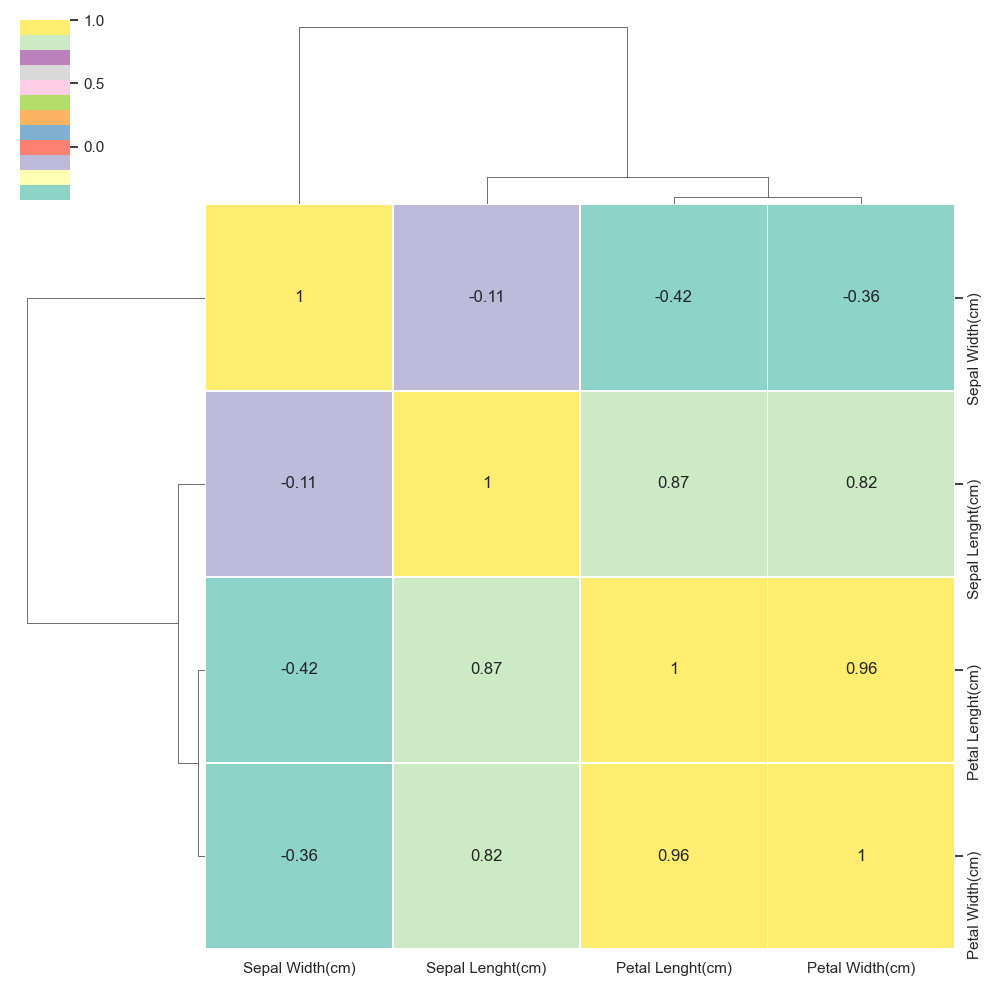 1.0
0.5
0.0
1 -0.11 -0.42 -0.36
Sepal Width(cm)
-0.11 1 0.87 0.82
Sepal Lenght(cm)
-0.42 0.87 1 0.96
Petal Lenght(cm)
-0.36 0.82 0.96 1
Petal Width(cm)
Sepal Width(cm) Sepal Lenght(cm) Petal Lenght(cm) Petal Width(cm)